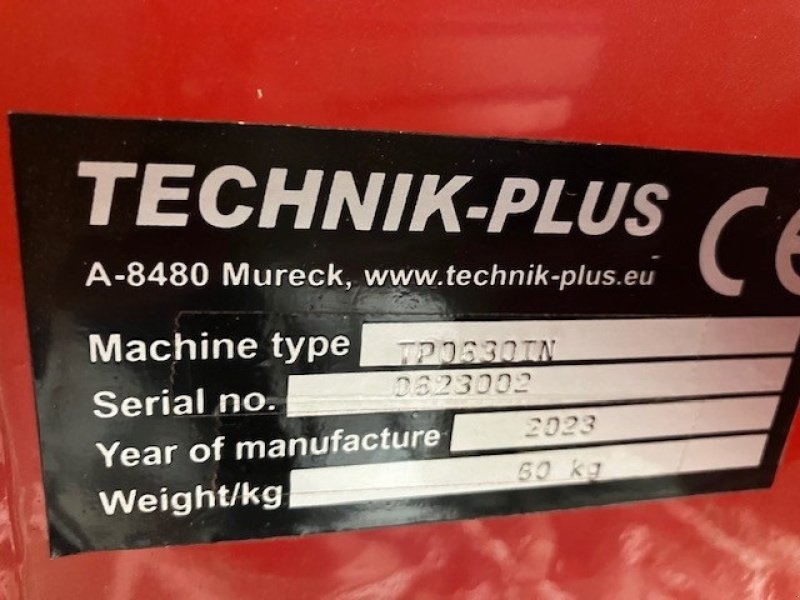 TECHNIK-PLUS CE
A-8480 Mureck, www.technik-plus.eu
Machine type TP0630IN
Serial no. 0623002
Year of manufacture 2023
Weight/kg 60 kg